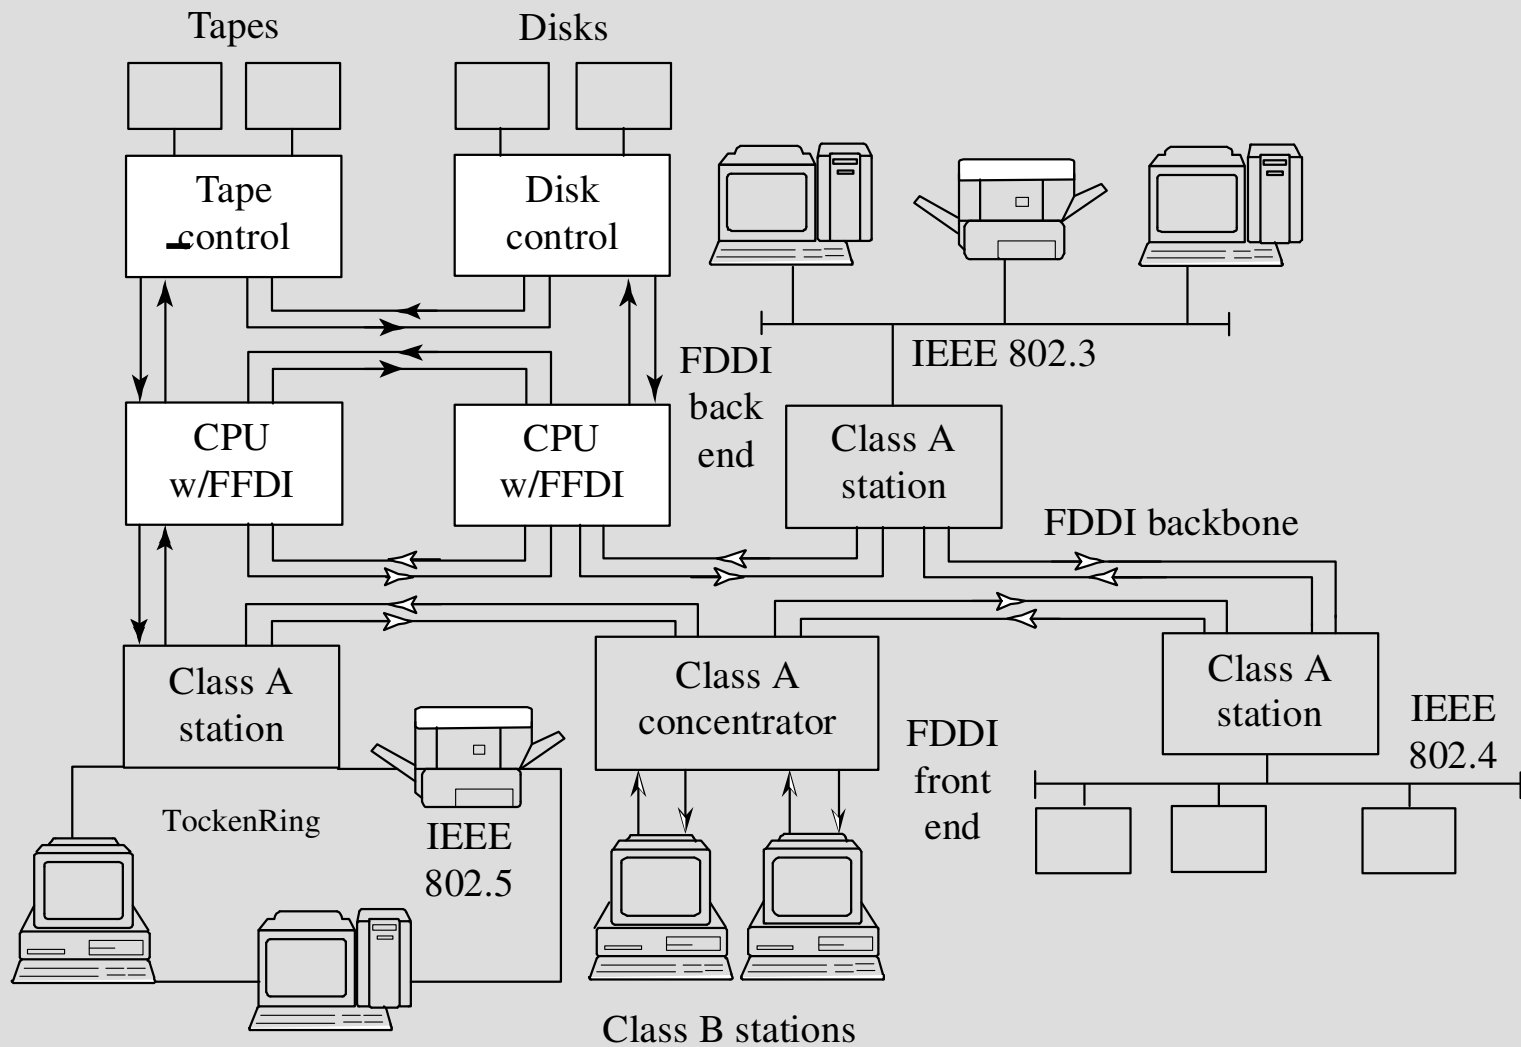 Tapes
Disks
Tape
control
Disk
control
IEEE 802.3
FDDI
back
end
CPU
w/FFDI
CPU
w/FFDI
Class A
station
FDDI backbone
Class A
station
Class A
concentrator
Class A
station
IEEE
802.4
FDDI
front
end
TockenRing
IEEE
802.5
Class B stations